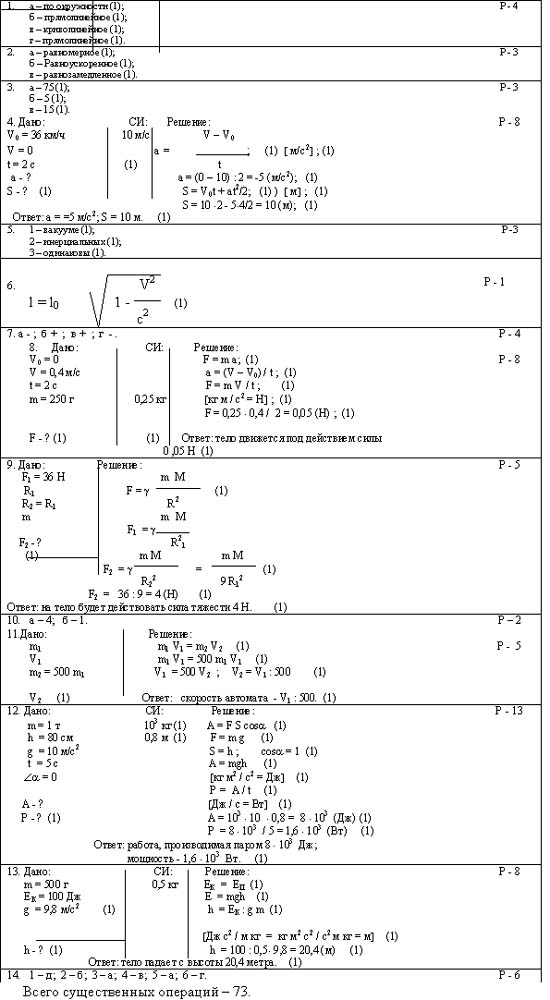 1. а – по окружности (1); Р - 4
б – прямолинейное (1);
в – криволинейное (1);
г – прямолинейное (1).
2. а – равномерное (1); Р - 3
б – Равноускоренное (1);
в – равнозамедленное (1).
3. а – 75 (1); Р - 3
б – 5 (1);
в – 15 (1).
4. Дано: СИ: Решение: Р - 8
V0 = 36 км/ч 10 м/с V – V0
V = 0 а = ; (1) [ м/с² ] ; (1)
t = 2 с (1) t
а - ? а = (0 – 10) : 2 = -5 (м/с²); (1)
S - ? (1) S = V0t + at²/2; (1) ) [ м] ; (1)
S = 10 · 2 - 5·4/2 = 10 (м); (1)
Ответ: а = =5 м/с²; S = 10 м. (1)
5. 1 – вакууме (1); Р-3
2 – инерциальных (1);
3 – одинаковы (1).
6. Р - 1
V²
l = l0 √ 1 - (1)
c²
7. а - ; б + ; в + ; г - . Р - 4
8. Дано: СИ: Решение:
V0 = 0 F = m a; (1) Р - 8
V = 0,4 м/с a = (V – V0) / t ; (1)
t = 2 с F = m V / t ; (1)
m = 250 г 0,25 кг [кг м / с² = Н] ; (1)
F = 0,25 · 0,4 / 2 = 0,05 (Н) ; (1)
F - ? (1) (1) Ответ: тело движется под действием силы
0 ,05 Н (1)
9. Дано: Решение: Р - 5
F1 = 36 Н m M
R1 F = γ (1)
R2 = R1 R²
m m M
F1 = γ
F2 - ? R²1
(1) m M m M
F2 = γ = (1)
R2² 9 R1²
F2 = 36 : 9 = 4 (Н) (1)
Ответ: на тело будет действовать сила тяжести 4 Н. (1)
10. а – 4; б – 1. Р – 2
11.Дано: Решение:
m1 m1 V1 = m2 V2 (1) Р - 5
V1 m1 V1 = 500 m1 V1 (1)
m2 = 500 m1 V1 = 500 V2 ; V2 = V1 : 500 (1)
V2 (1) Ответ: скорость автомата - V1 : 500. (1)
12. Дано: СИ: Решение: Р - 13
m = 1 т 10³ кг(1) A = F S cosα (1)
h = 80 см 0,8 м (1) F = m g (1)
g = 10 м/с² S = h ; cosα = 1 (1)
t = 5 с A = mgh (1)
∠α = 0 [кг м² / с² = Дж] (1)
P = A / t (1)
A - ? [Дж / с = Вт] (1)
P - ? (1) A = 10³ · 10 · 0,8 = 8 · 10³ (Дж) (1)
P = 8 · 10³ / 5 = 1,6 · 10³ (Вт) (1)
Ответ: работа, производимая паром 8 · 10³ Дж ;
мощность - 1,6 · 10³ Вт. (1)
13. Дано: СИ: Решение: Р - 8
m = 500 г 0,5 кг EК = EП (1)
EК = 100 Дж E = mgh (1)
g = 9,8 м/с² (1) h = EК : g m (1)
[Дж с² / м кг = кг м² с² / с² м кг = м] (1)
h - ? (1) h = 100 : 0,5 · 9,8 = 20,4 (м) (1)
Ответ: тело падает с высоты 20,4 метра. (1)
14. 1 – д; 2 – б; 3 – а; 4 – в; 5 – а; 6 – г. Р - 6
Всего существенных операций – 73.